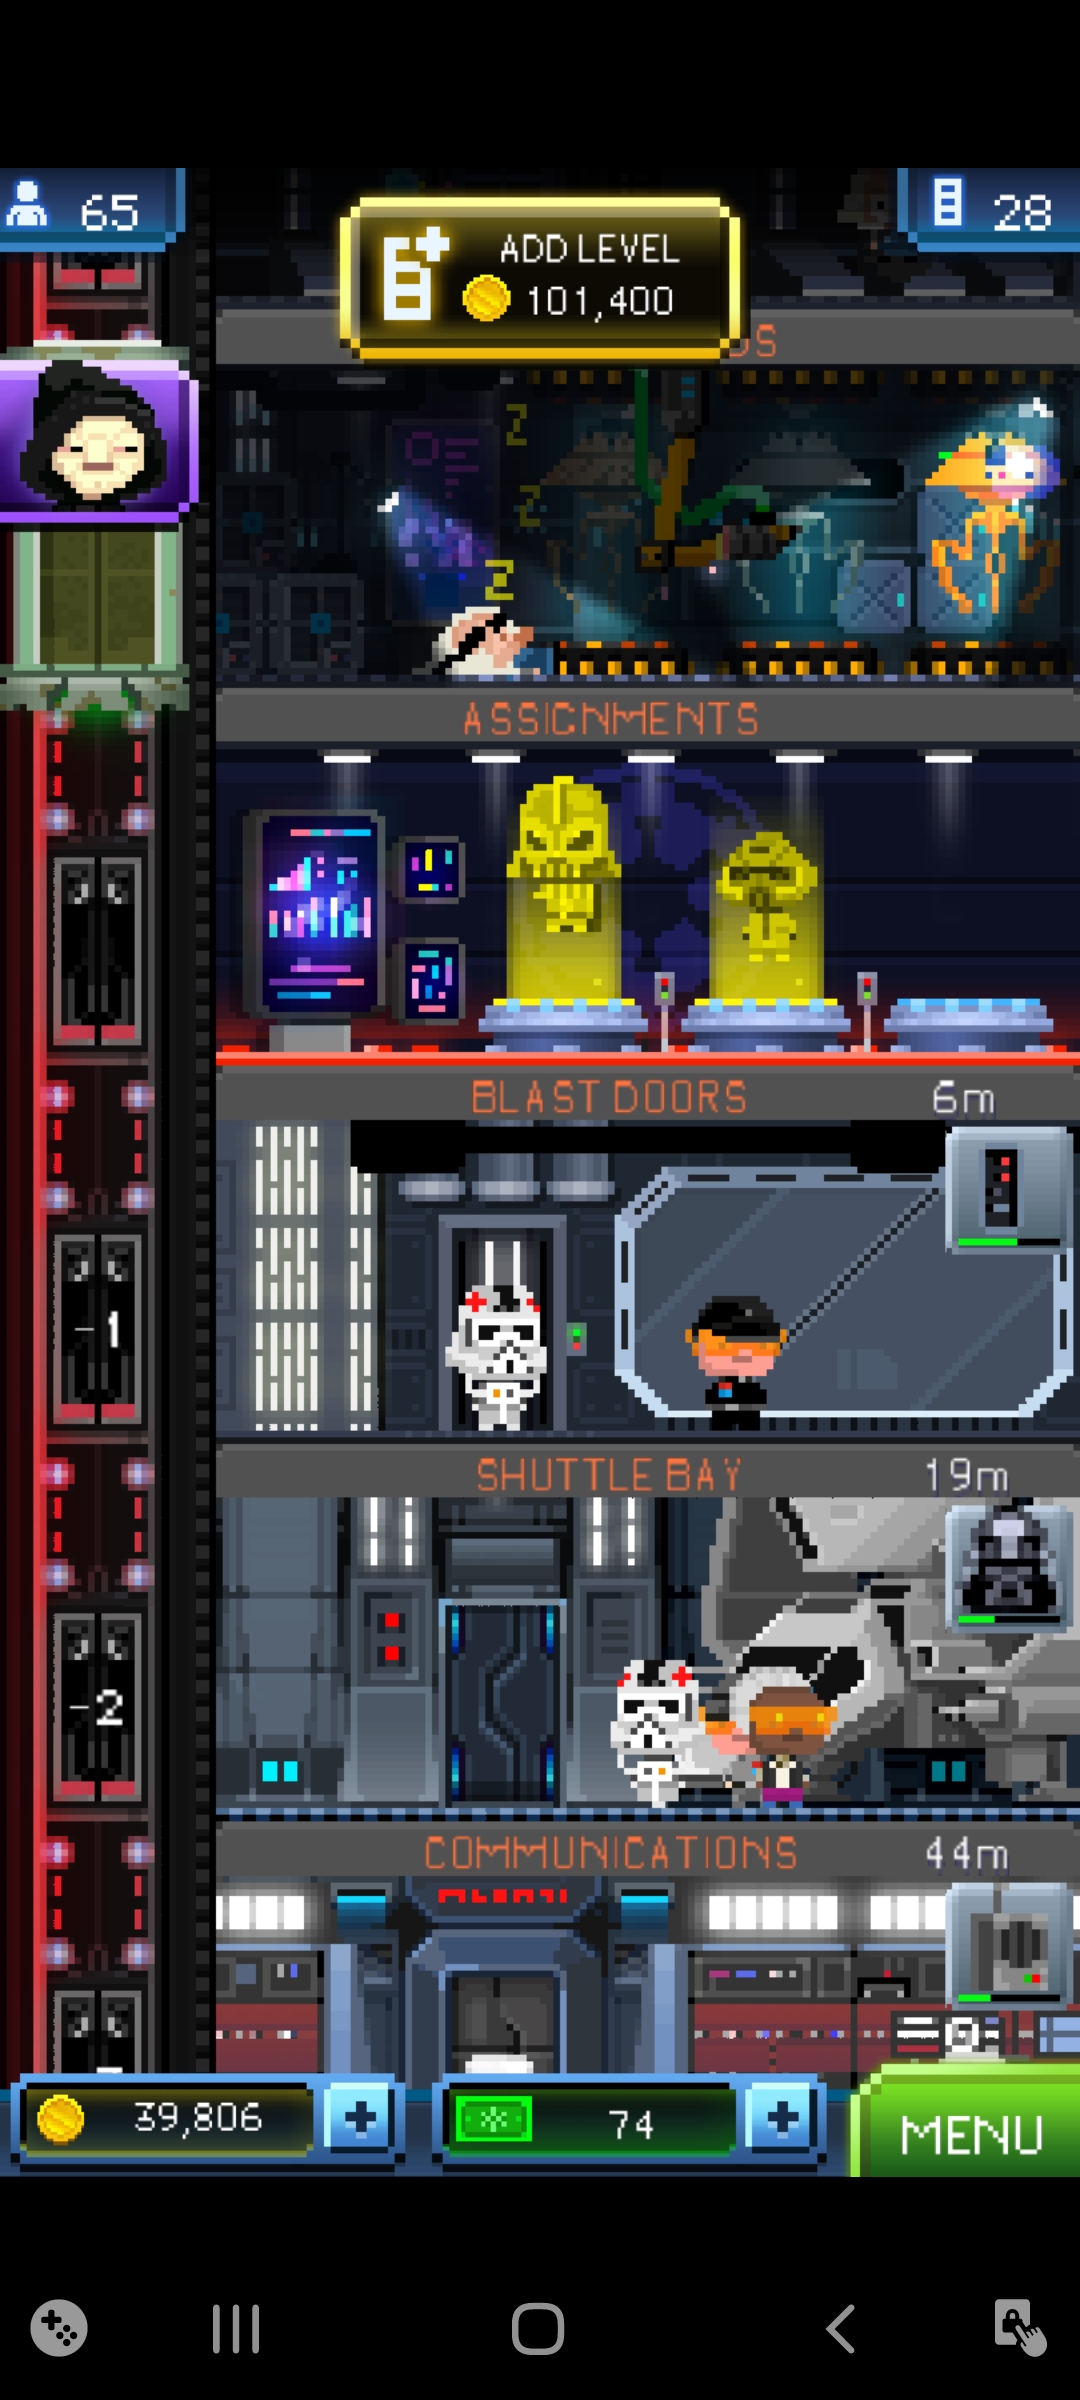 65
ADD LEVEL
101,400
28
DS
Z
Z
Z
ASSIGNMENTS
BLAST DOORS 6m
-1
SHUTTLE BAY 19m
-2
COMMUNICATIONS 44m
39,806
74
MENU